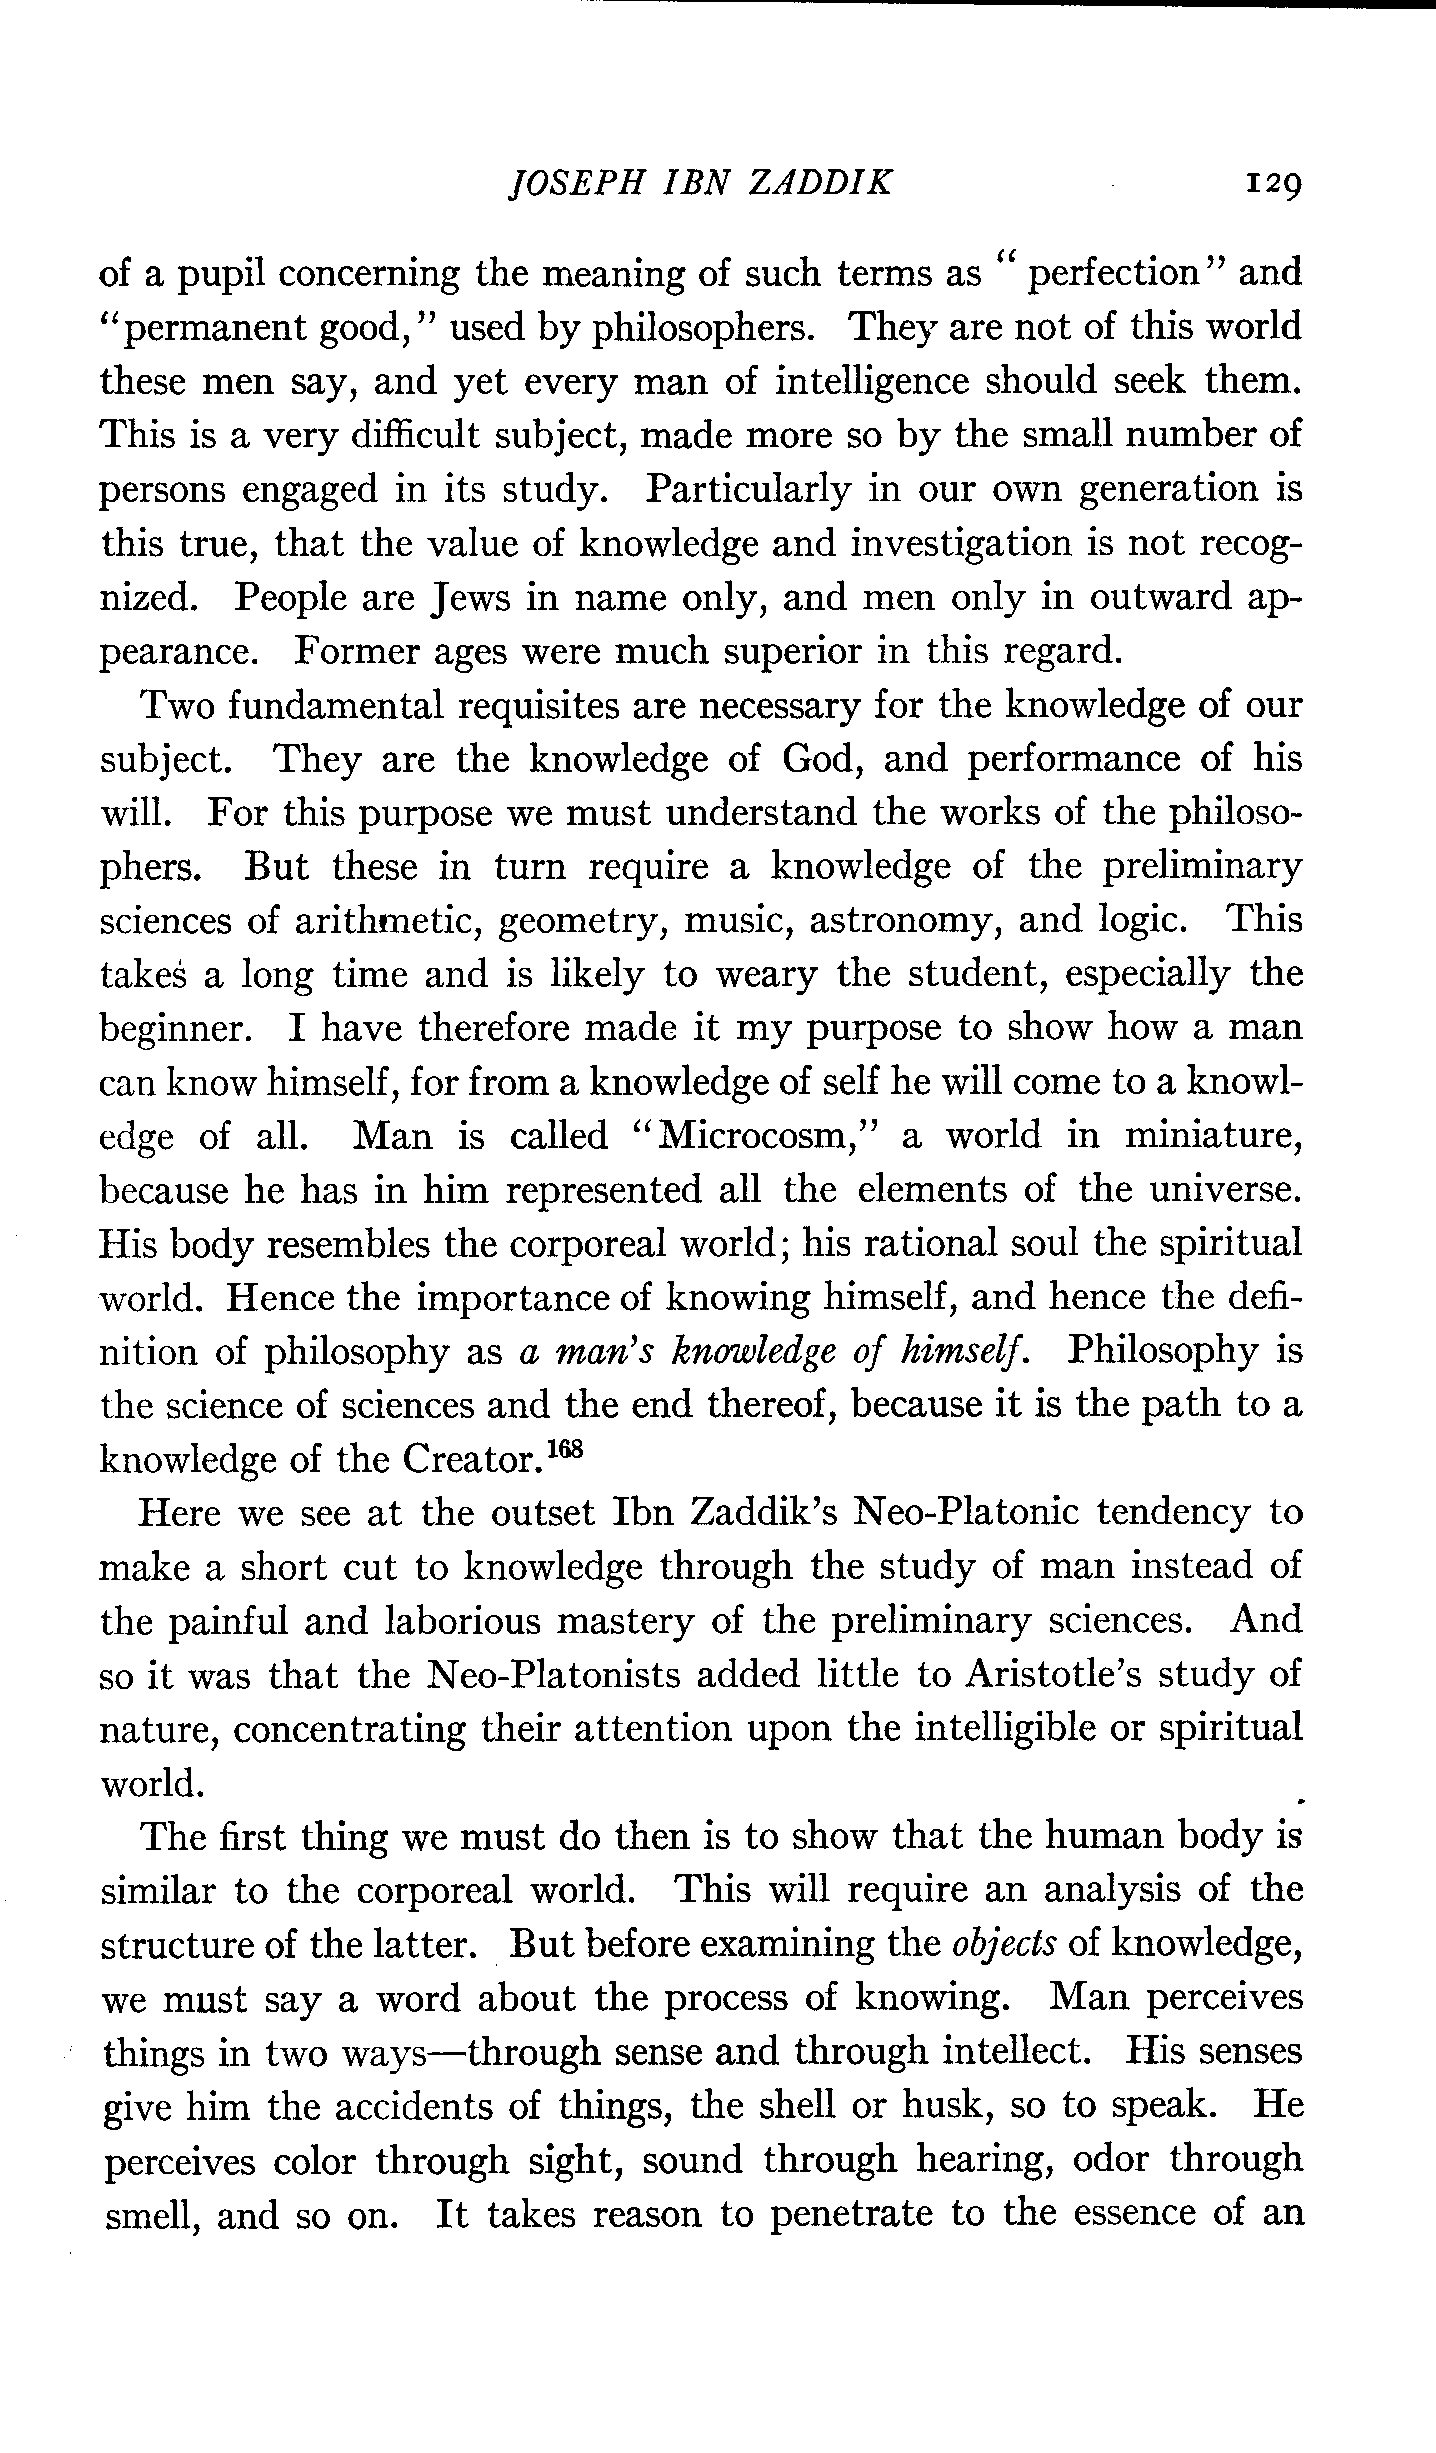 JOSEPH IBN ZADDIK 129
of a pupil concerning the meaning of such terms as "perfection" and
"permanent good," used by philosophers. They are not of this world
these men say, and yet every man of intelligence should seek them.
This is a very difficult subject, made more so by the small number of
persons engaged in its study. Particularly in our own generation is
this true, that the value of knowledge and investigation is not recog-
nized. People are Jews in name only, and men only in outward ap-
pearance. Former ages were much superior in this regard.
Two fundamental requisites are necessary for the knowledge of our
subject. They are the knowledge of God, and performance of his
will. For this purpose we must understand the works of the philoso-
phers. But these in turn require a knowledge of the preliminary
sciences of arithmetic, geometry, music, astronomy, and logic. This
takes a long time and is likely to weary the student, especially the
beginner. I have therefore made it my purpose to show how a man
can know himself, for from a knowledge of self he will come to a knowl-
edge of all. Man is called "Microcosm," a world in miniature,
because he has in him represented all the elements of the universe.
His body resembles the corporeal world; his rational soul the spiritual
world. Hence the importance of knowing himself, and hence the defi-
nition of philosophy as a man's knowledge of himself. Philosophy is
the science of sciences and the end thereof, because it is the path to a
knowledge of the Creator.168
Here we see at the outset Ibn Zaddik's Neo-Platonic tendency to
make a short cut to knowledge through the study of man instead of
the painful and laborious mastery of the preliminary sciences. And
so it was that the Neo-Platonists added little to Aristotle's study of
nature, concentrating their attention upon the intelligible or spiritual
world.
The first thing we must do then is to show that the human body is
similar to the corporeal world. This will require an analysis of the
structure of the latter. But before examining the objects of knowledge,
we must say a word about the process of knowing. Man perceives
things in two ways—through sense and through intellect. His senses
give him the accidents of things, the shell or husk, so to speak. He
perceives color through sight, sound through hearing, odor through
smell, and so on. It takes reason to penetrate to the essence of an